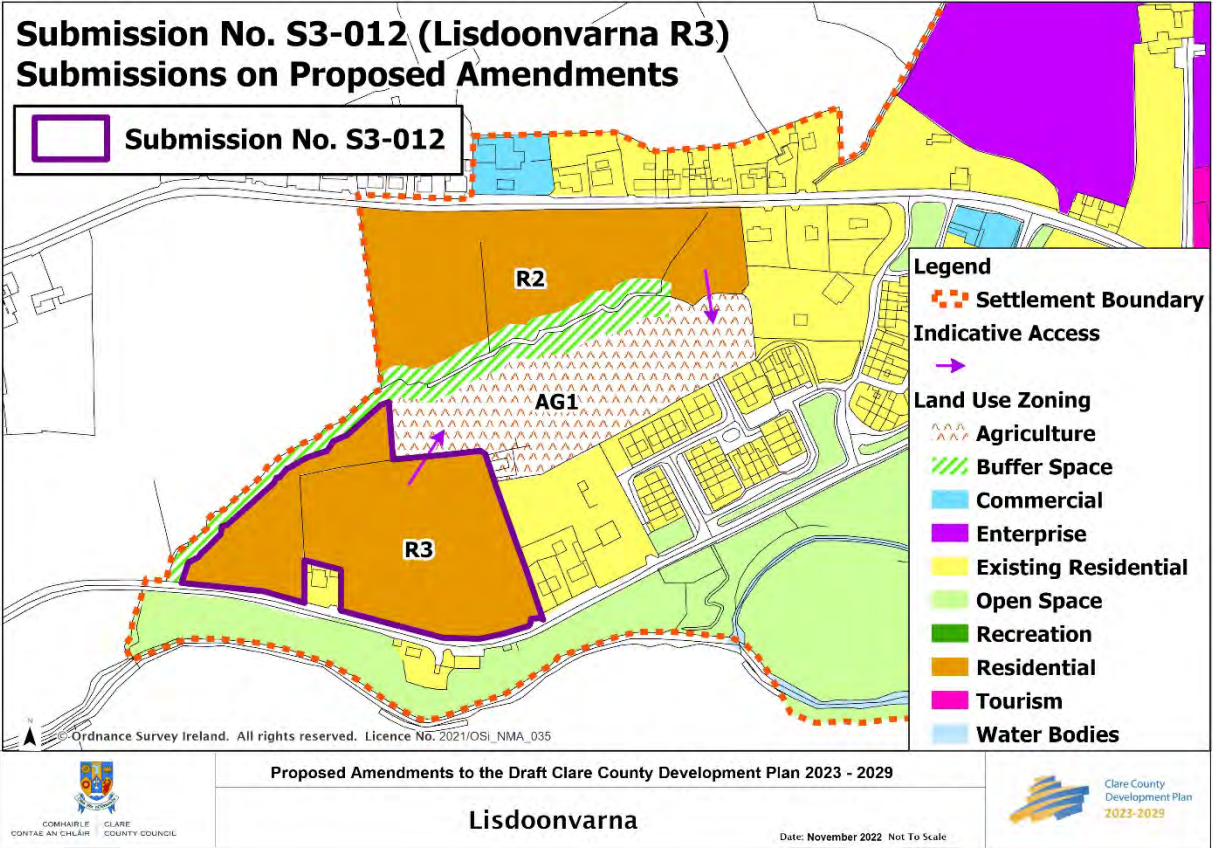 Submission No. S3-012 (Lisdoonvarna R3)
Submissions on Proposed Amendments
Submission No. S3-012
R2
AG1
R3
Legend
Settlement Boundary
Indicative Access
Land Use Zoning
Agriculture
Buffer Space
Commercial
Enterprise
Existing Residential
Open Space
Recreation
Residential
Tourism
Water Bodies
N
© Ordnance Survey Ireland. All rights reserved. Licence No. 2021/OSi_NMA_035
COMHAIRLE
CONTAE AN CHLÁIR
CLARE
COUNTY COUNCIL
Proposed Amendments to the Draft Clare County Development Plan 2023 - 2029
Lisdoonvarna
Date: November 2022 Not To Scale
Clare County
Development Plan
2023-2029